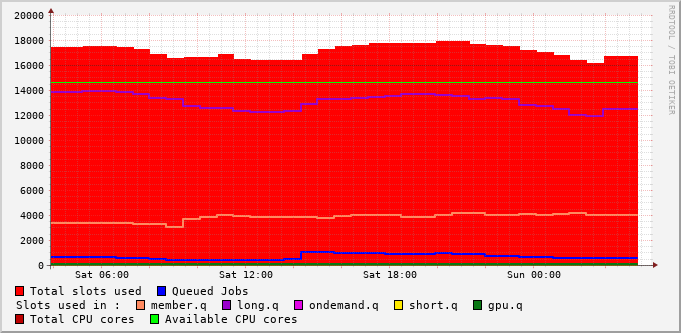 20000
18000
16000
14000
12000
10000
8000
6000
4000
2000
0
Sat 06:00 Sat 12:00 Sat 18:00 Sun 00:00
RRDTOOL / TOBI OETIKER
Total slots used Queued Jobs
Slots used in : member.q long.q ondemand.q short.q gpu.q
Total CPU cores Available CPU cores